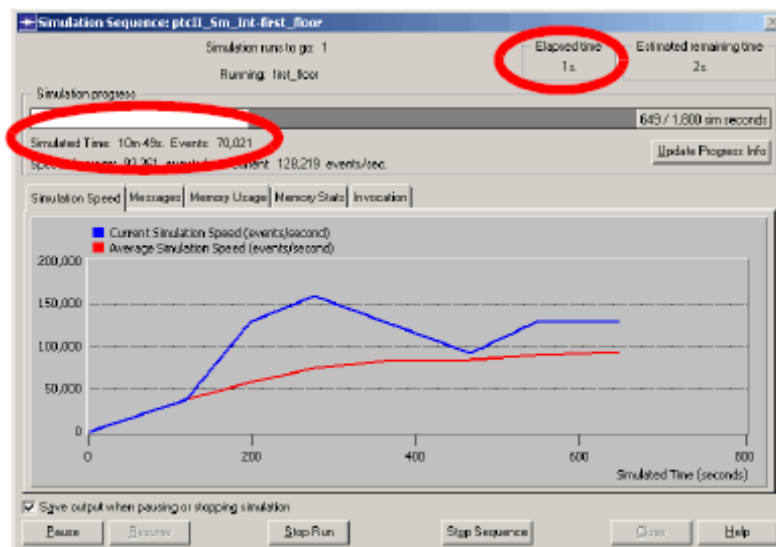 Simulation Sequence: ptcII_Sm_Int-first_floor
Simulation runs to go: 1
Running: first_floor
Elapsed time
1s.
Estimated remaining time
2s.
Simulation progress
649 / 1,800 sim seconds
Simulated Time: 10m 49s. Events: 70,021
128,219 events/sec.
Update Progress Info
Simulation Speed
Messages
Memory Usage
Memory Stats
Invocation
Current Simulation Speed (events/second)
Average Simulation Speed (events/second)
200,000
150,000
100,000
50,000
0
0
200
400
600
800
Simulated Time (seconds)
Save output when pausing or stopping simulation
Pause
Resume
Stop Run
Stop Sequence
Close
Help